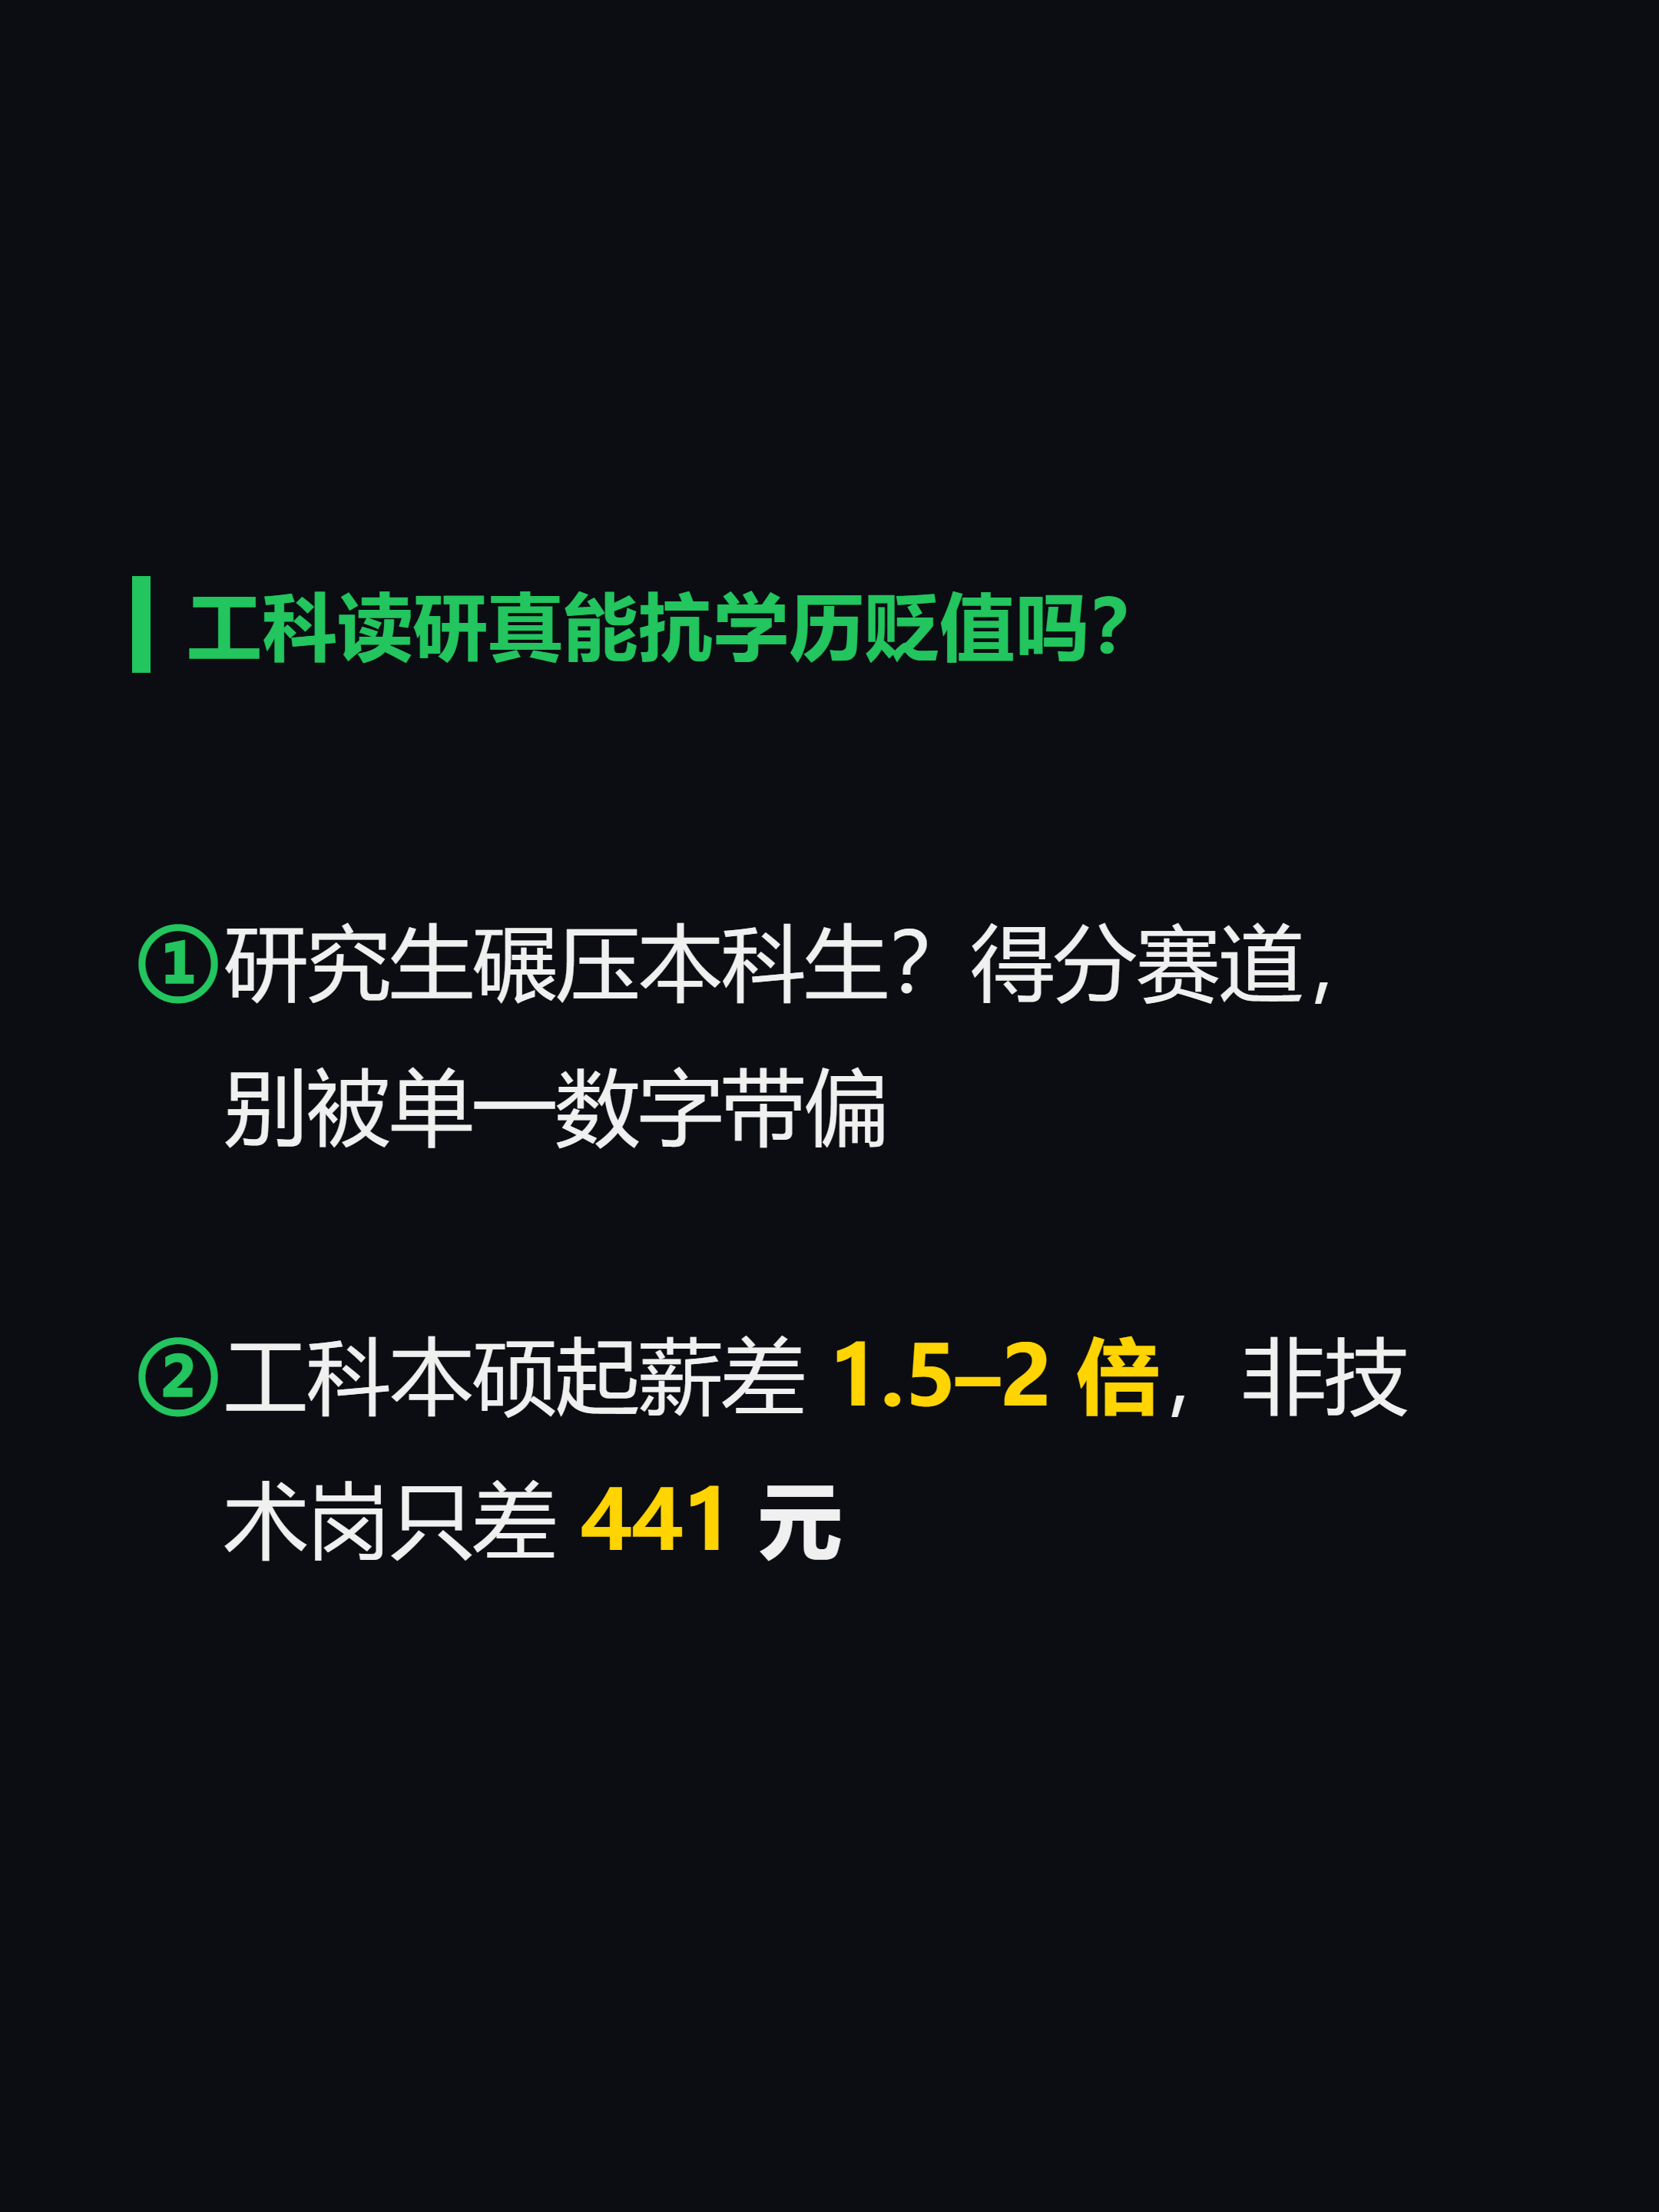 工科读研真能抗学历贬值吗？
①研究生碾压本科生？得分赛道，
别被单一数字带偏
②工科本硕起薪差 1.5–2 倍，非技
术岗只差 441 元